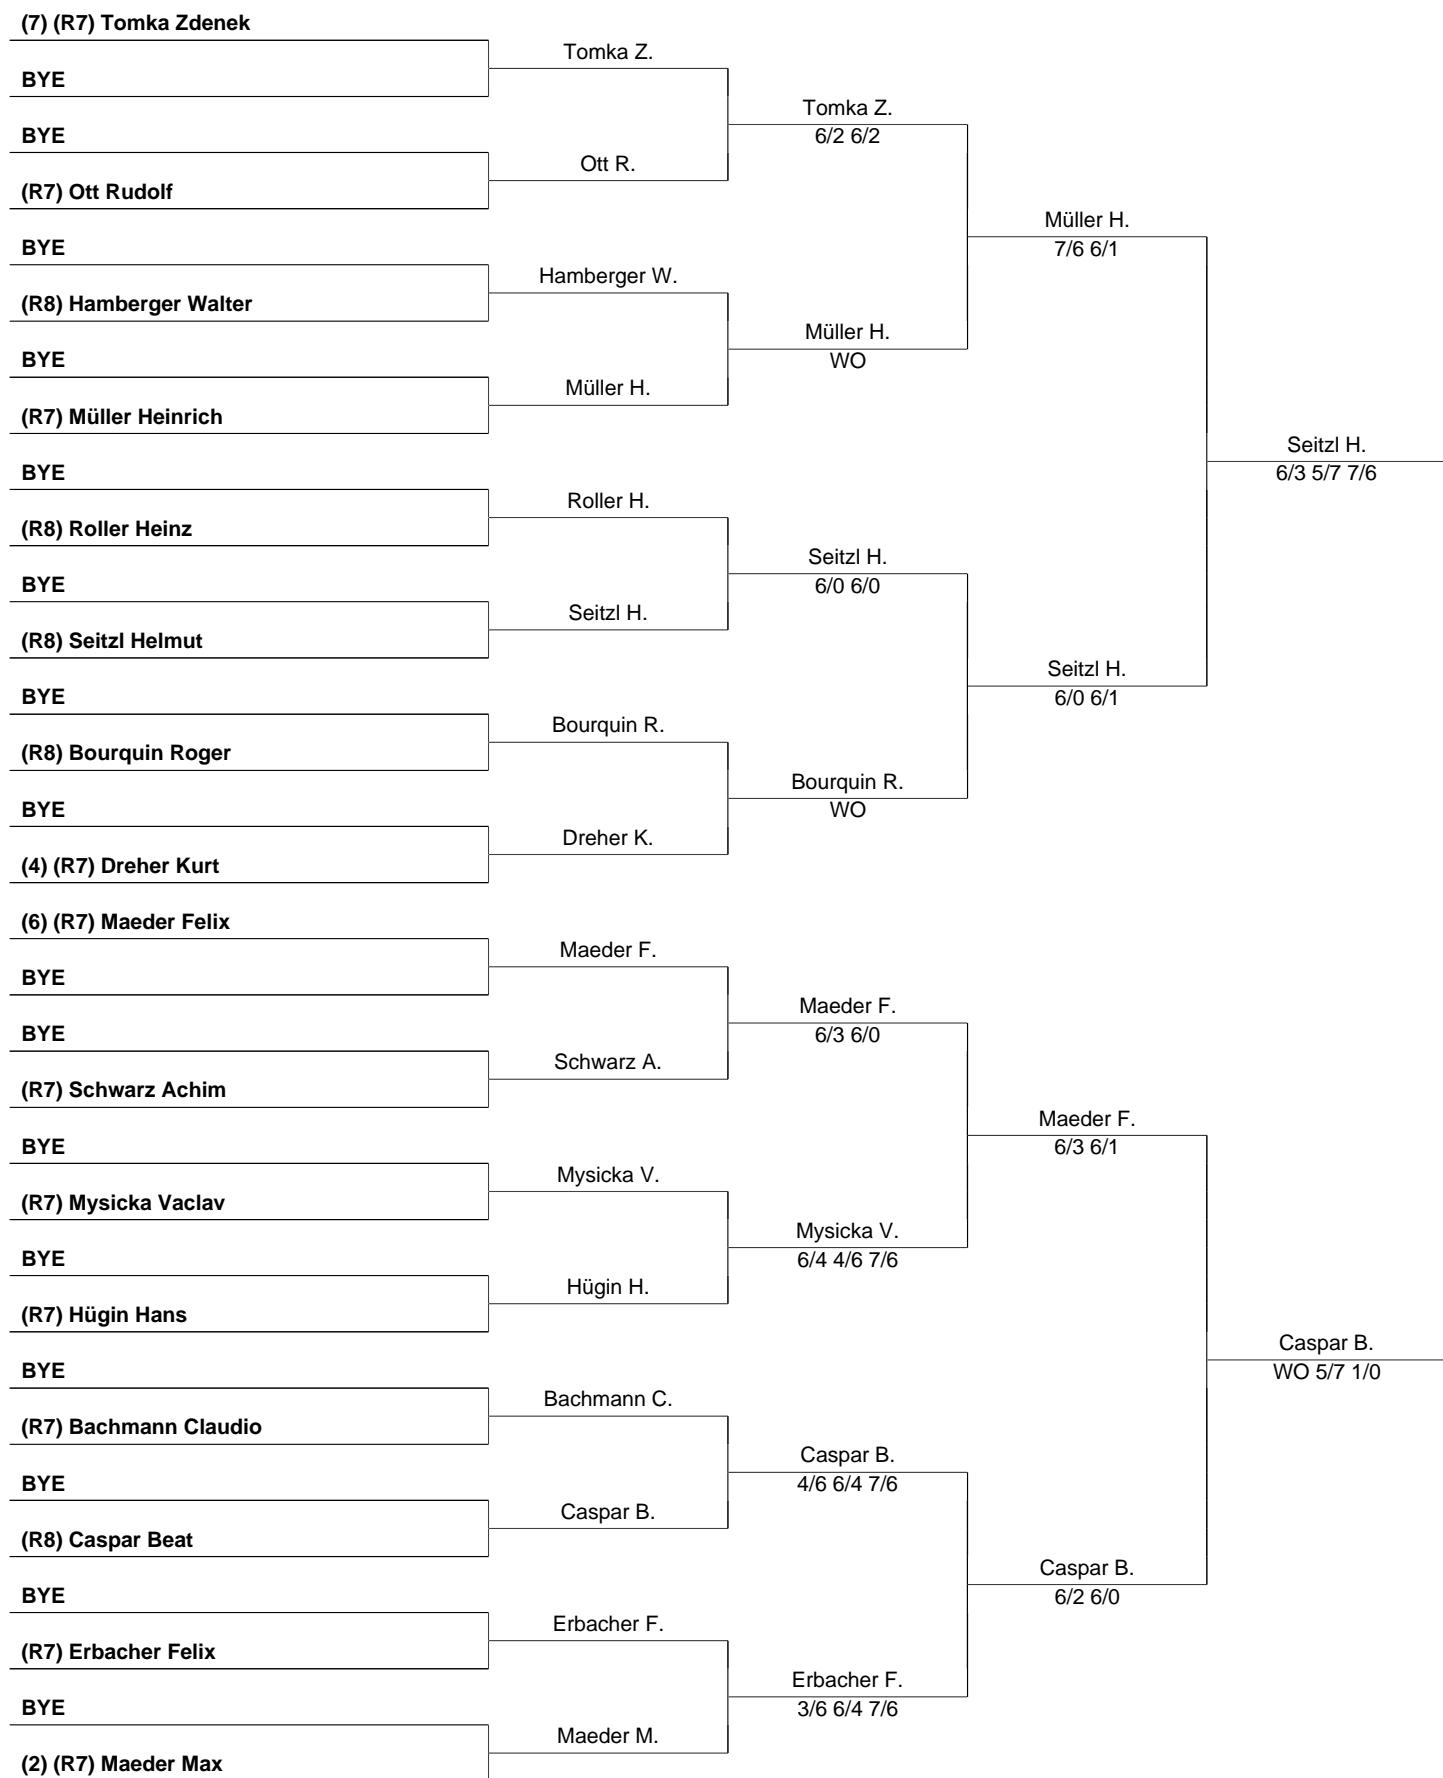 (7) (R7) Tomka Zdenek
BYE
BYE
(R7) Ott Rudolf
BYE
(R8) Hamberger Walter
BYE
(R7) Müller Heinrich
BYE
(R8) Roller Heinz
BYE
(R8) Seitzl Helmut
BYE
(R8) Bourquin Roger
BYE
(4) (R7) Dreher Kurt
(6) (R7) Maeder Felix
BYE
BYE
(R7) Schwarz Achim
BYE
(R7) Mysicka Vaclav
BYE
(R7) Hügin Hans
BYE
(R7) Bachmann Claudio
BYE
(R8) Caspar Beat
BYE
(R7) Erbacher Felix
BYE
(2) (R7) Maeder Max
Tomka Z.
Ott R.
Hamberger W.
Müller H.
Roller H.
Seitzl H.
Bourquin R.
Dreher K.
Maeder F.
Schwarz A.
Mysicka V.
Hügin H.
Bachmann C.
Caspar B.
Erbacher F.
Maeder M.
Tomka Z.
6/2 6/2
Müller H.
WO
Seitzl H.
6/0 6/0
Bourquin R.
WO
Maeder F.
6/3 6/0
Mysicka V.
6/4 4/6 7/6
Caspar B.
4/6 6/4 7/6
Erbacher F.
3/6 6/4 7/6
Müller H.
7/6 6/1
Seitzl H.
6/0 6/1
Maeder F.
6/3 6/1
Caspar B.
6/2 6/0
Seitzl H.
6/3 5/7 7/6
Caspar B.
WO 5/7 1/0